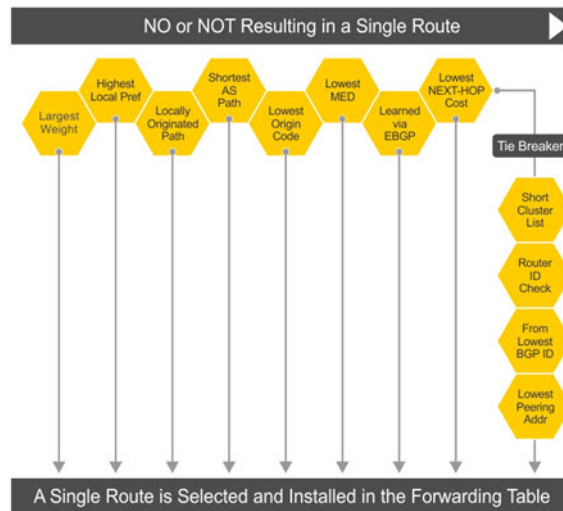 NO or NOT Resulting in a Single Route
Largest
Weight
Highest
Local Pref
Locally
Originated
Path
Shortest
AS
Path
Lowest
Origin
Code
Lowest
MED
Learned
via
EBGP
Lowest
NEXT-HOP
Cost
Tie Breaker
Short
Cluster
List
Router
ID
Check
From
Lowest
BGP ID
Lowest
Peering
Addr
A Single Route is Selected and Installed in the Forwarding Table